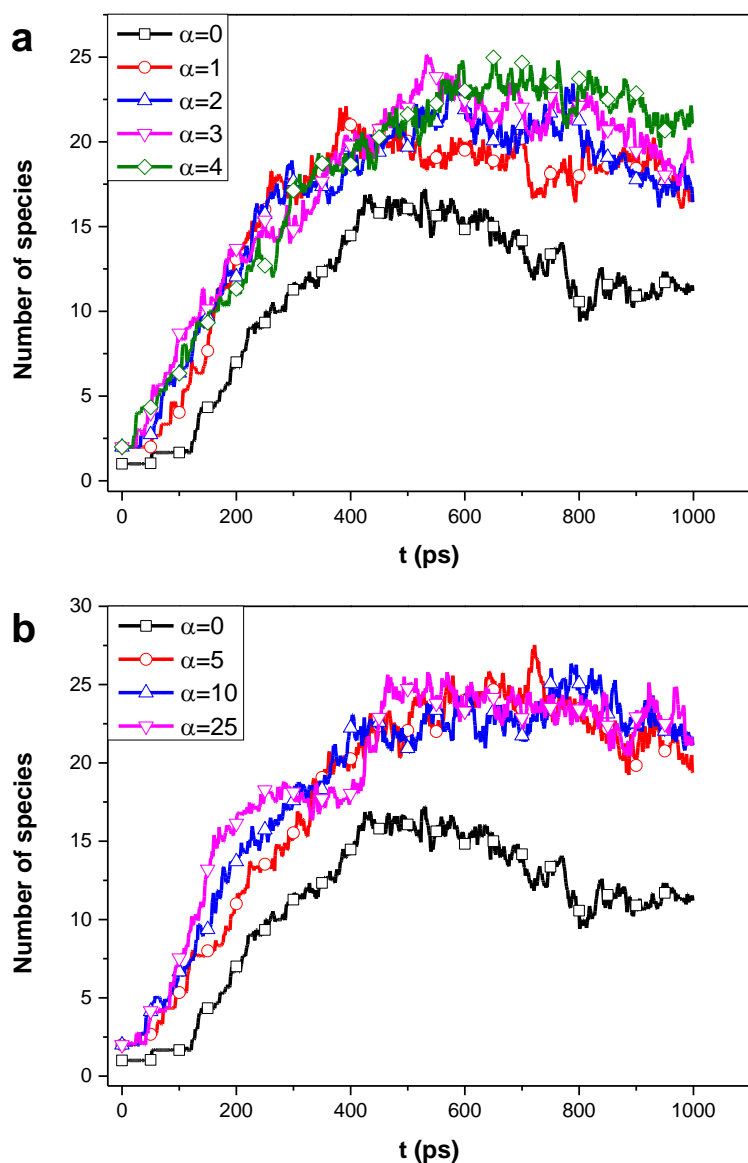 a
α=0
α=1
α=2
α=3
α=4
Number of species
25
20
15
10
5
0
0 200 400 600 800 1000
t (ps)
b
α=0
α=5
α=10
α=25
Number of species
30
25
20
15
10
5
0
0 200 400 600 800 1000
t (ps)